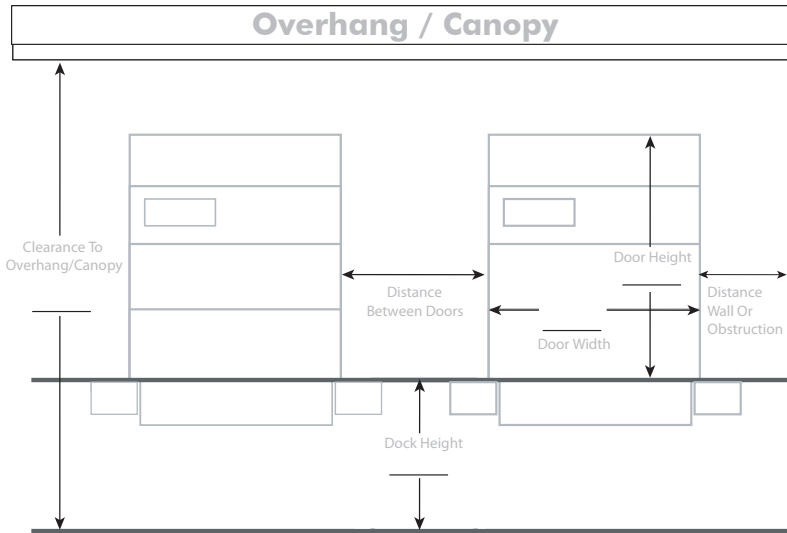 Overhang / Canopy
Clearance To
Overhang/Canopy
Distance
Between Doors
Door Height
Distance
Wall Or
Obstruction
Door Width
Dock Height